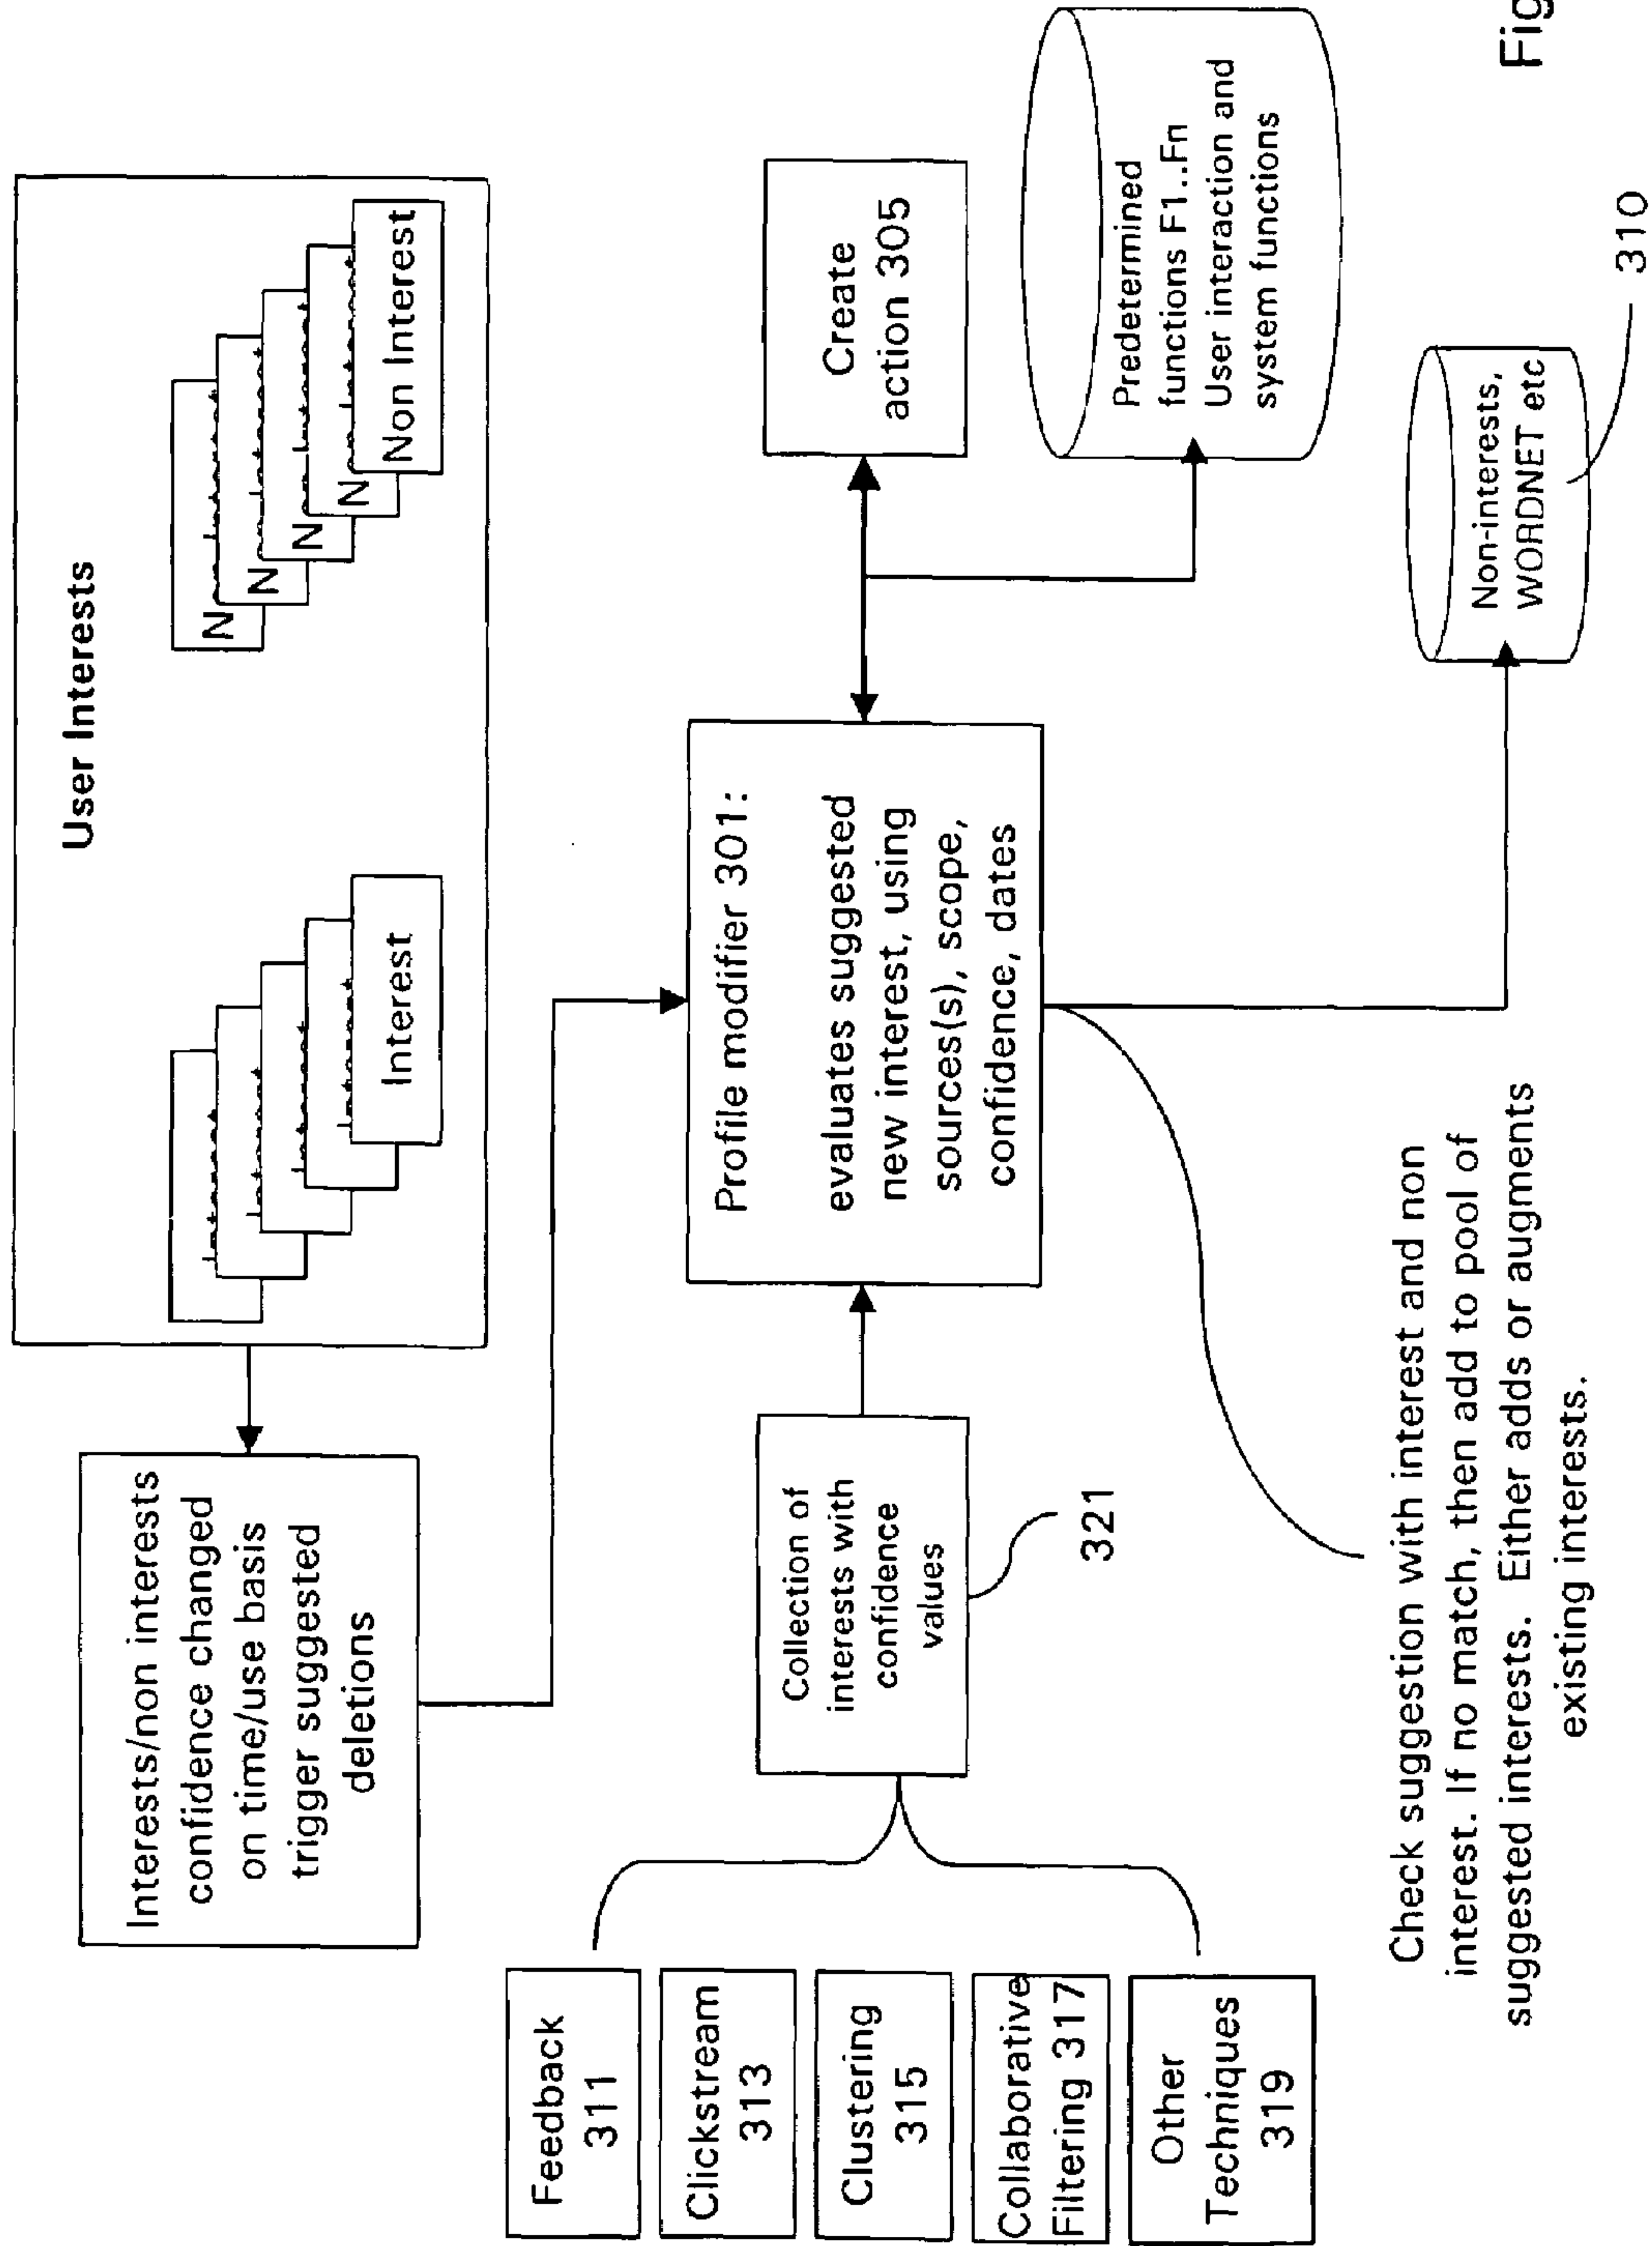 User Interests
Interest
N
N
N
N
Non Interest
Interests/non interests
confidence changed
on time/use basis
trigger suggested
deletions
Feedback
311
Clickstream
313
Clustering
315
Collaborative
Filtering 317
Other
Techniques
319
Collection of
interests with
confidence
values
321
Profile modifier 301:
evaluates suggested
new interest, using
sources(s), scope,
confidence, dates
Create
action 305
Predetermined
functions F1..Fn
User interaction and
system functions
Non-interests,
WORDNET etc
310
Check suggestion with interest and non
interest. If no match, then add to pool of
suggested interests. Either adds or augments
existing interests.
Fig